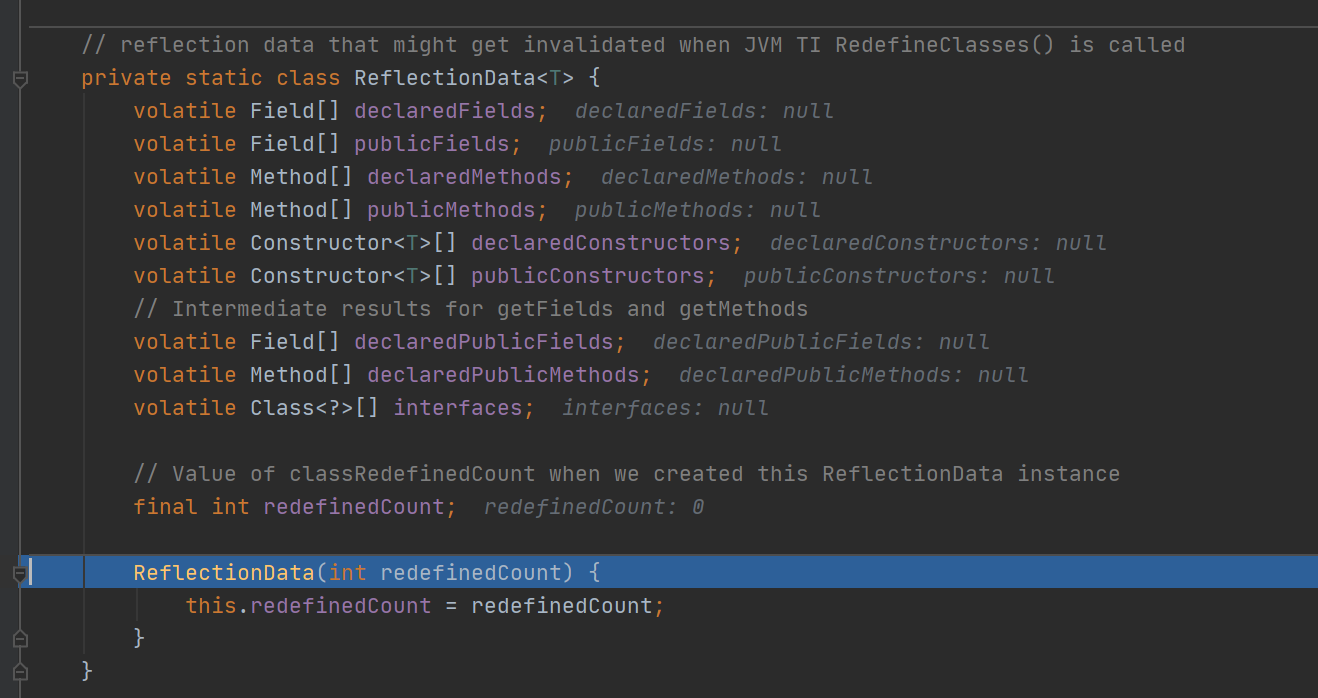 // reflection data that might get invalidated when JVM TI RedefineClasses() is called
private static class ReflectionData<T> {
volatile Field[] declaredFields;  declaredFields: null
volatile Field[] publicFields;  publicFields: null
volatile Method[] declaredMethods;  declaredMethods: null
volatile Method[] publicMethods;  publicMethods: null
volatile Constructor<T>[] declaredConstructors;  declaredConstructors: null
volatile Constructor<T>[] publicConstructors;  publicConstructors: null
// Intermediate results for getFields and getMethods
volatile Field[] declaredPublicFields;  declaredPublicFields: null
volatile Method[] declaredPublicMethods;  declaredPublicMethods: null
volatile Class<?>[] interfaces;  interfaces: null
// Value of classRedefinedCount when we created this ReflectionData instance
final int redefinedCount;  redefinedCount: 0
ReflectionData(int redefinedCount) {
this.redefinedCount = redefinedCount;
}
}